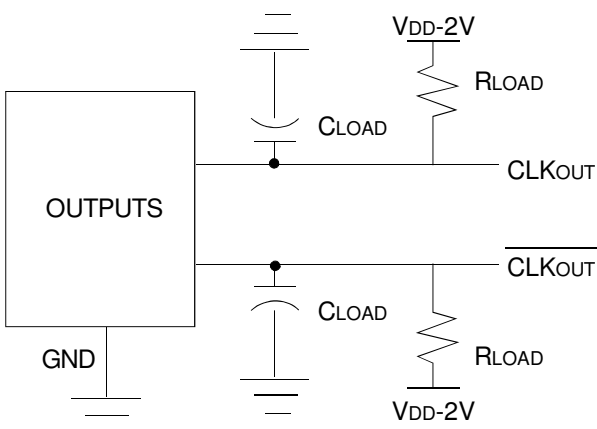 VDD-2V
RLOAD
CLOAD
CLKOUT
OUTPUTS
CLKOUT
CLOAD
GND
RLOAD
VDD-2V